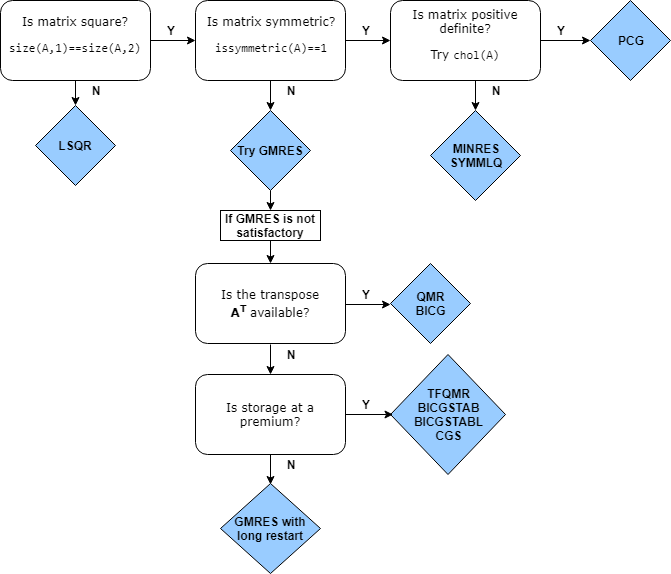 Is matrix square?
size(A,1)==size(A,2)
Y
Is matrix symmetric?
issymmetric(A)==1
Y
Is matrix positive
definite?
Try chol(A)
Y
PCG
N
N
N
LSQR
Try GMRES
MINRES
SYMMLQ
If GMRES is not
satisfactory
Is the transpose
Aᵀ available?
Y
QMR
BICG
N
Is storage at a
premium?
Y
TFQMR
BICGSTAB
BICGSTABL
CGS
N
GMRES with
long restart